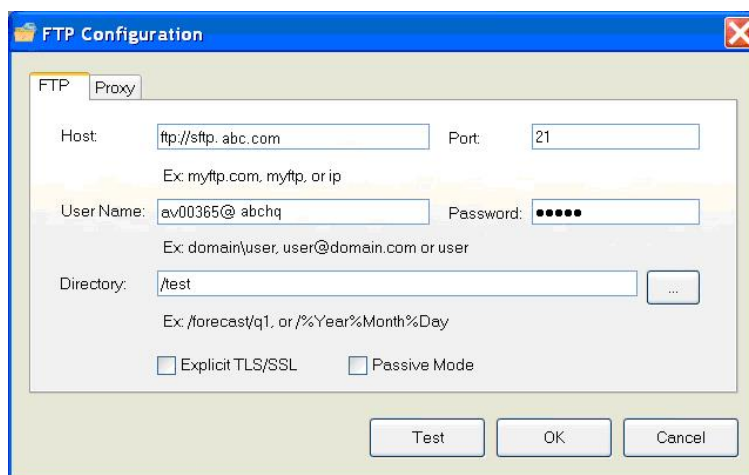 FTP Configuration
FTP Proxy
Host: ftp://sftp. abc.com Port: 21
Ex: myftp.com, myftp, or ip
User Name: av00365@ abchq Password: ●●●●●
Ex: domain\user, user@domain.com or user
Directory: /test ...
Ex: /forecast/q1, or /%Year%Month%Day
Explicit TLS/SSL Passive Mode
Test OK Cancel